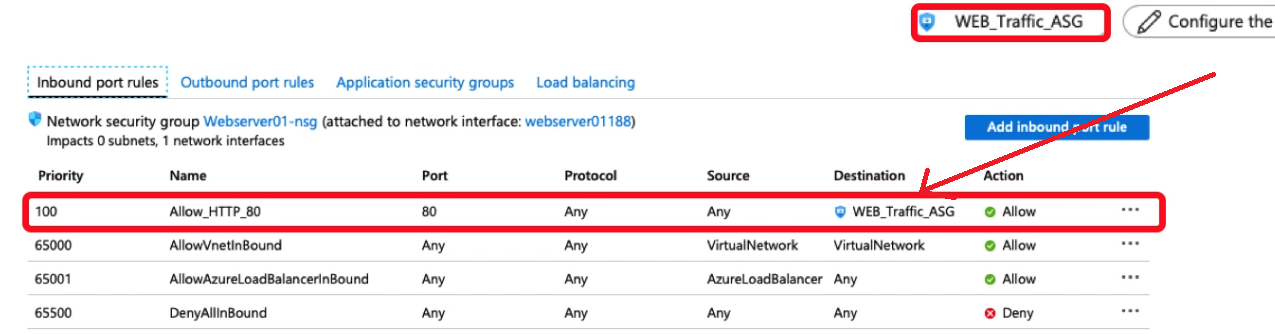 WEB_Traffic_ASG Configure the
Inbound port rules Outbound port rules Application security groups Load balancing
Network security group Webserver01-nsg (attached to network interface: webserver01188)
Impacts 0 subnets, 1 network interfaces
Add inbound port rule
Priority Name Port Protocol Source Destination Action
100 Allow_HTTP_80 80 Any Any WEB_Traffic_ASG Allow ...
65000 AllowVnetInBound Any Any VirtualNetwork VirtualNetwork Allow ...
65001 AllowAzureLoadBalancerInBound Any Any AzureLoadBalancer Any Allow ...
65500 DenyAllInBound Any Any Any Any Deny ...